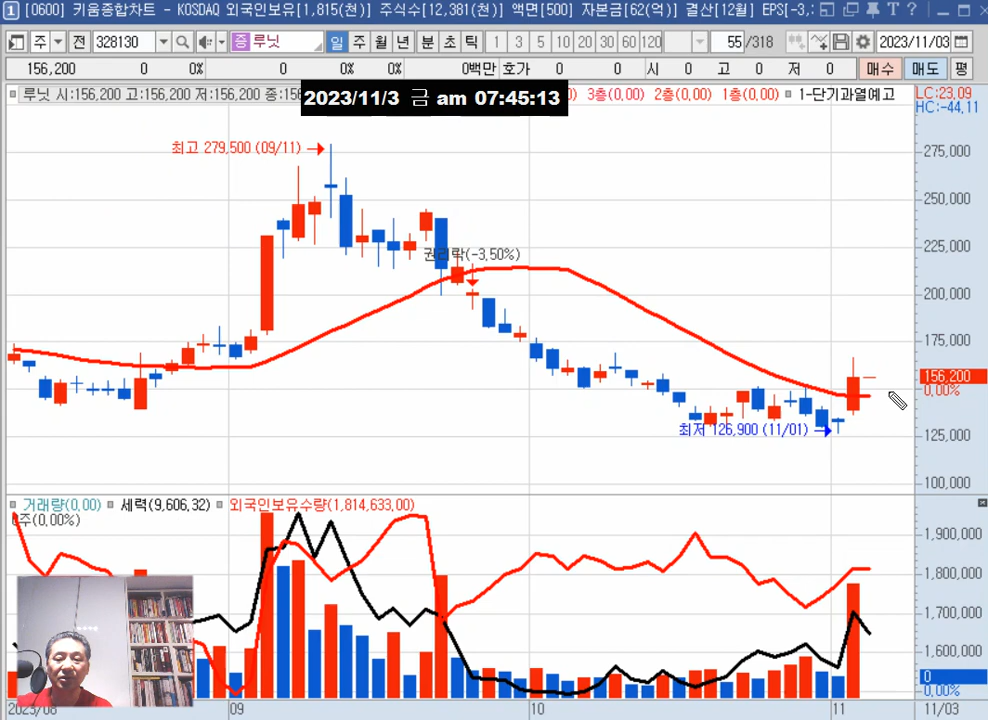 1 [0600] 키움종합차트 - KOSDAQ 외국인보유[1,815(천)] 주식수[12,381(천)] 액면[500] 자본금[62(억)] 결산[12월] EPS[-3,
주 전 328130 증 루닛 일 주 월 년 분 초 틱 1 3 5 10 20 30 60 120 55 /318 2023/11/03
156,200 0 0% 0 0% 0% 0백만 호가 0 0 시 0 고 0 저 0 매수 매도 평
루닛 시:156,200 고:156,200 저:156,200 종:156 3층(0,00) 2층(0,00) 1층(0,00) 1-단기과열예고 LC:23,09
2023/11/3 금 am 07:45:13
HC:-44,11
최고 279,500 (09/11)
275,000
250,000
권리락(-3,50%)
225,000
200,000
175,000
156,200
0,00%
최저 126,900 (11/01)
125,000
100,000
거래량(0,00) 세력(9,606,32) 외국인보유수량(1,814,633,00)
0주(0,00%)
1,900,000
1,800,000
1,700,000
1,600,000
0
0,00%
2023/08 09 10 11 11/03